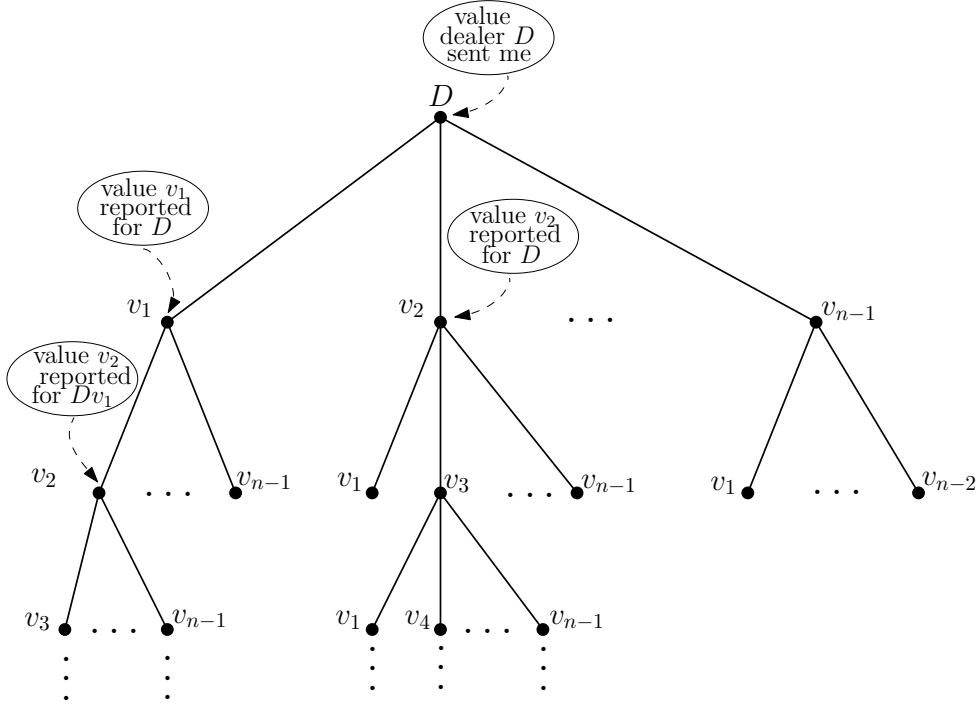 value
dealer D
sent me
D
value v₁
reported
for D
value v₂
reported
for D
v₁
v₂
. . .
vₙ₋₁
value v₂
reported
for Dv₁
v₂
. . .
vₙ₋₁
v₁
v₃
. . .
vₙ₋₁
v₁
. . .
vₙ₋₂
v₃
. . .
vₙ₋₁
v₁
v₄
. . .
vₙ₋₁